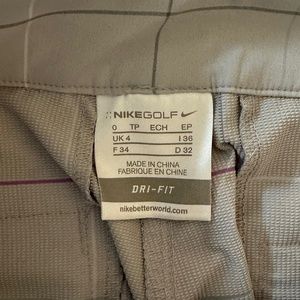 NIKEGOLF
0 TP ECH EP
UK 4 I 36
F 34 D 32
MADE IN CHINA
FABRIQUE EN CHINE
DRI-FIT
nikebetterworld.com